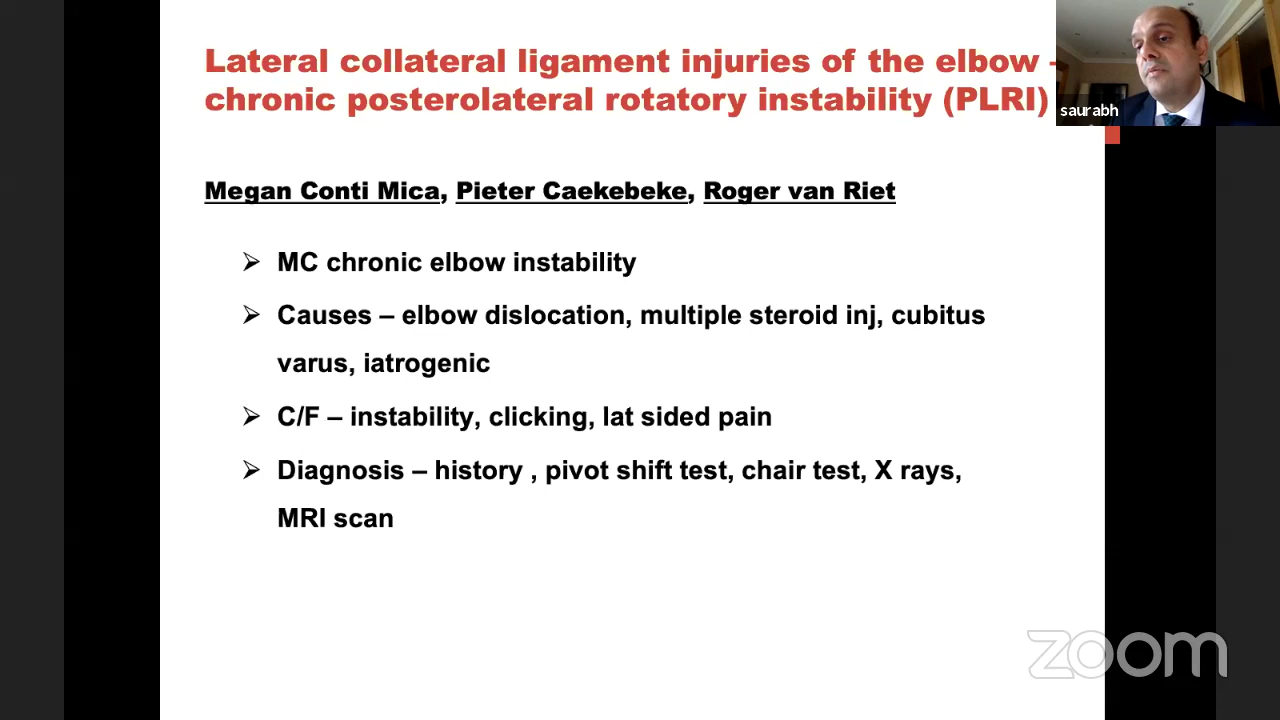 Lateral collateral ligament injuries of the elbow -
chronic posterolateral rotatory instability (PLRI)
saurabh
Megan Conti Mica, Pieter Caekebeke, Roger van Riet
➢ MC chronic elbow instability
➢ Causes – elbow dislocation, multiple steroid inj, cubitus
varus, iatrogenic
➢ C/F – instability, clicking, lat sided pain
➢ Diagnosis – history , pivot shift test, chair test, X rays,
MRI scan
zoom